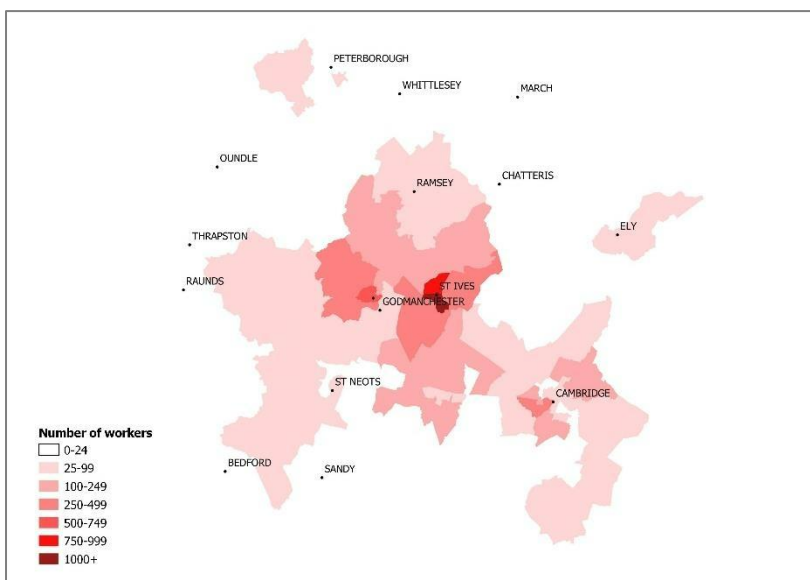 PETERBOROUGH
WHITTLESEY
MARCH
OUNDLE
RAMSEY
CHATTERIS
ELY
THRAPSTON
RAUNDS
ST IVES
GODMANCHESTER
ST NEOTS
CAMBRIDGE
BEDFORD
SANDY
Number of workers
0-24
25-99
100-249
250-499
500-749
750-999
1000+